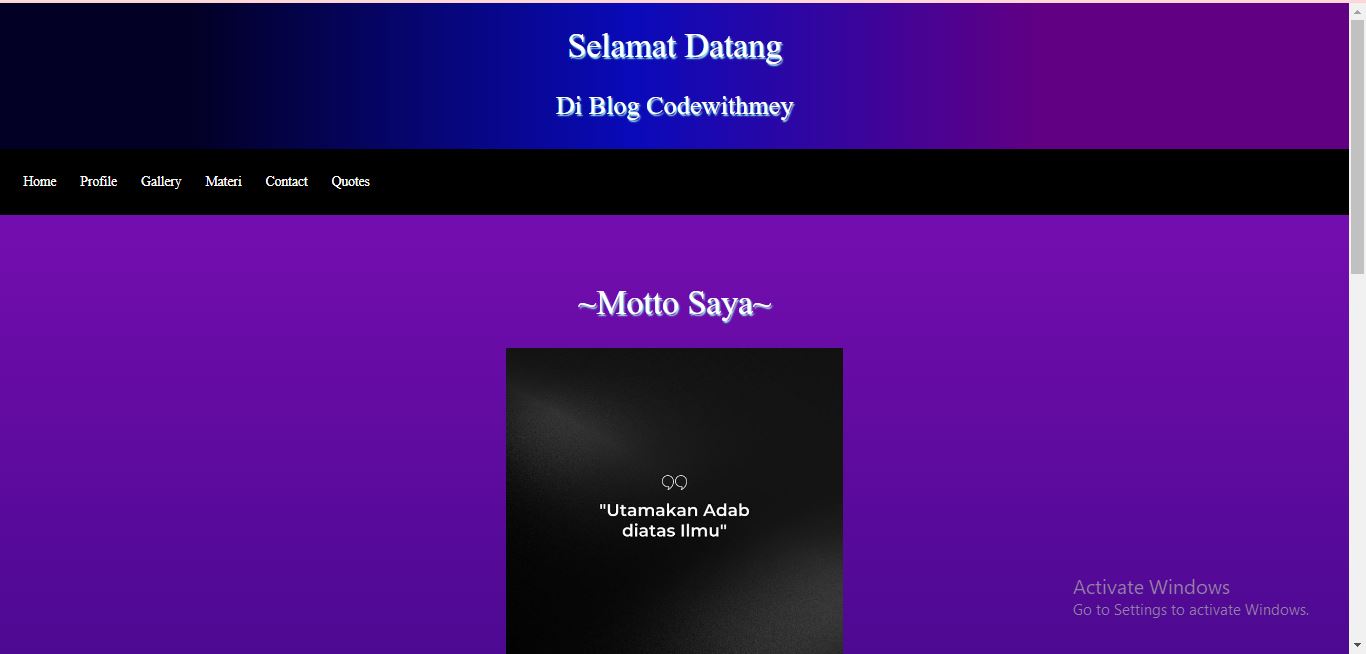 Selamat Datang
Di Blog Codewithmey
Home Profile Gallery Materi Contact Quotes
~Motto Saya~
"Utamakan Adab
diatas Ilmu"
Activate Windows
Go to Settings to activate Windows.